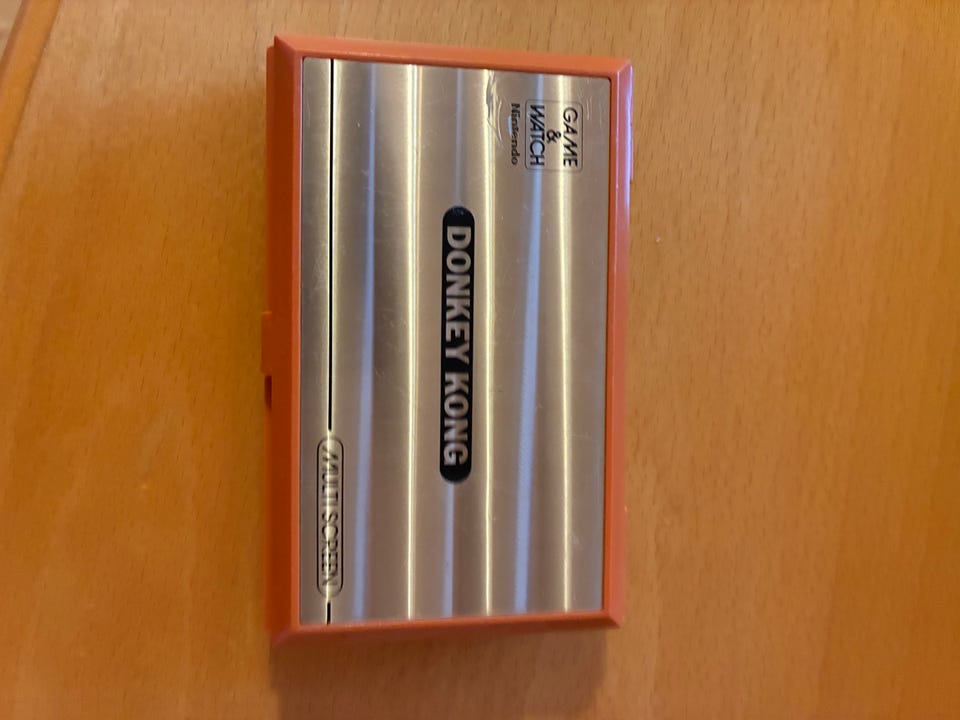 GAME
&
WATCH
Nintendo
DONKEY KONG
MULTI SCREEN